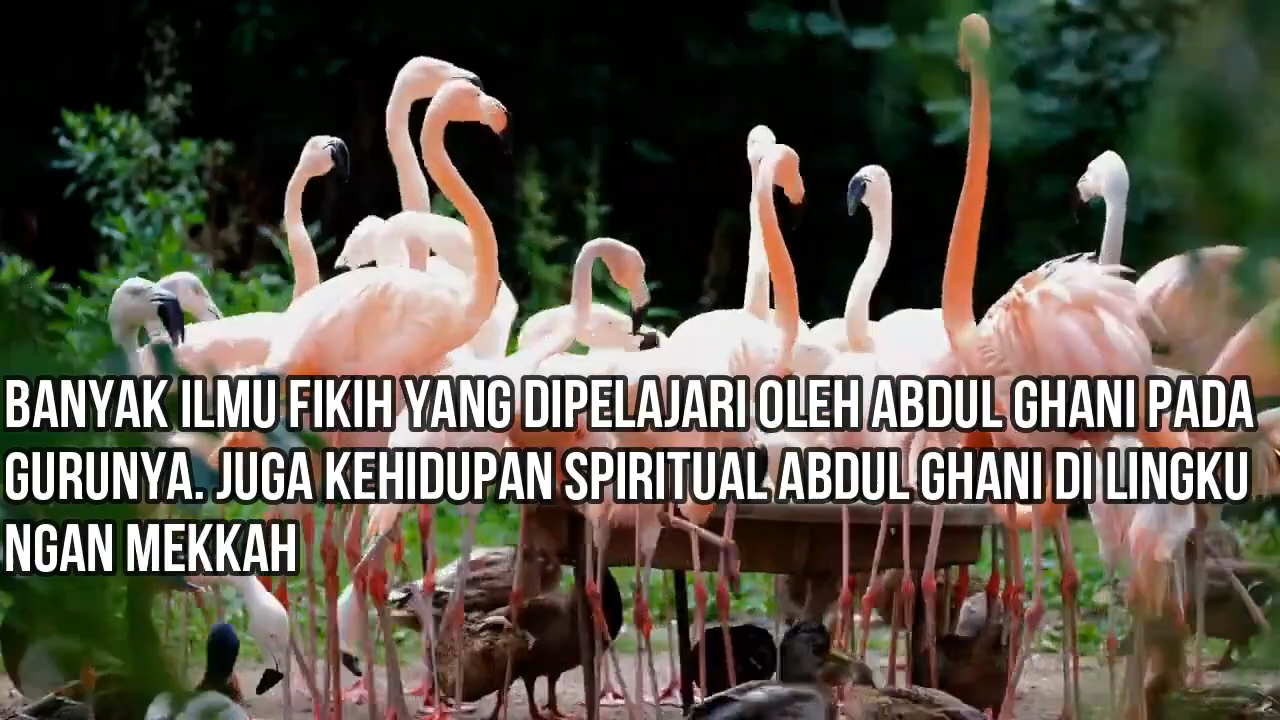 BANYAK ILMU FIKIH YANG DIPELAJARI OLEH ABDUL GHANI PADA
GURUNYA. JUGA KEHIDUPAN SPIRITUAL ABDUL GHANI DI LINGKU
NGAN MEKKAH